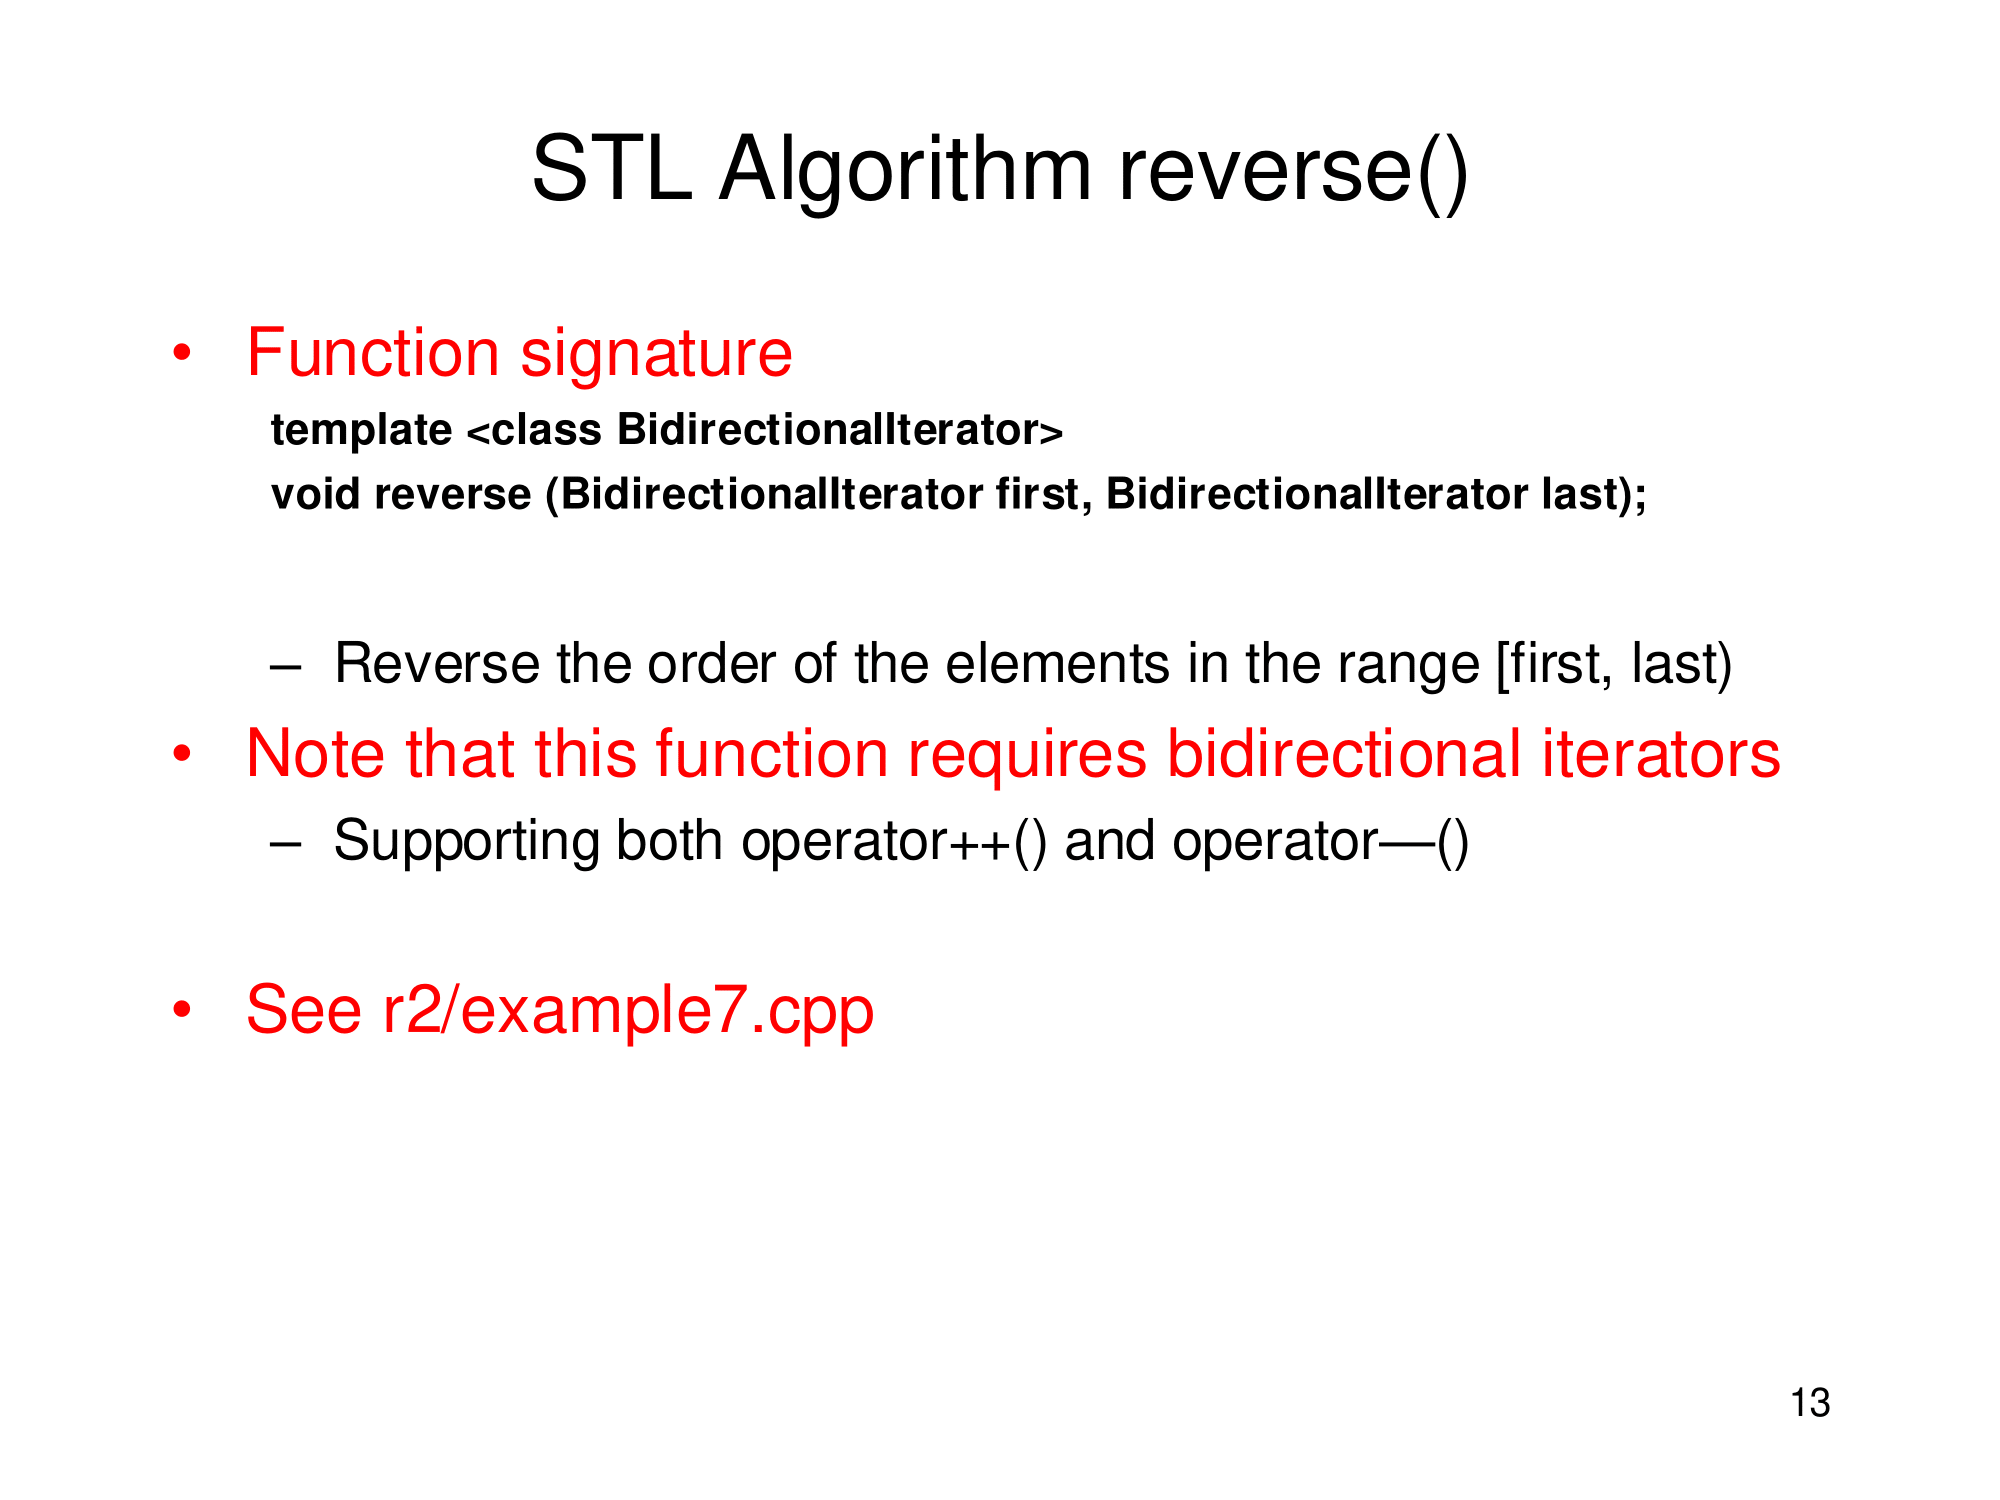 STL Algorithm reverse()
• Function signature
template <class BidirectionalIterator>
void reverse (BidirectionalIterator first, BidirectionalIterator last);
– Reverse the order of the elements in the range [first, last)
• Note that this function requires bidirectional iterators
– Supporting both operator++() and operator—()
• See r2/example7.cpp
13